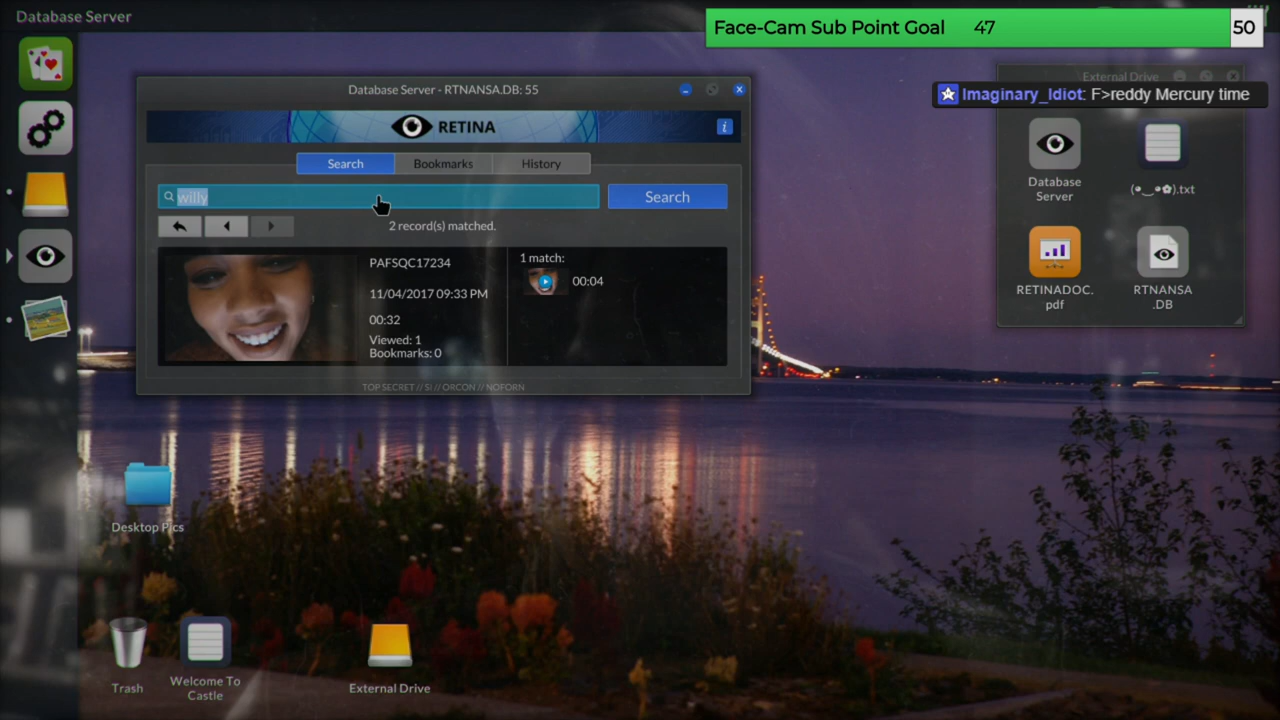 Database Server
Face-Cam Sub Point Goal 47 50
External Drive
Imaginary_Idiot: F>reddy Mercury time
Database Server - RTNANSA.DB: 55
RETINA
i
Search Bookmarks History
willy
Search
2 record(s) matched.
PAFSQC17234
11/04/2017 09:33 PM
00:32
Viewed: 1
Bookmarks: 0
1 match:
00:04
TOP SECRET // SI // ORCON // NOFORN
Database
Server
(•‿•✿).txt
RETINADOC.
pdf
RTNANSA
.DB
Desktop Pics
Trash
Welcome To
Castle
External Drive